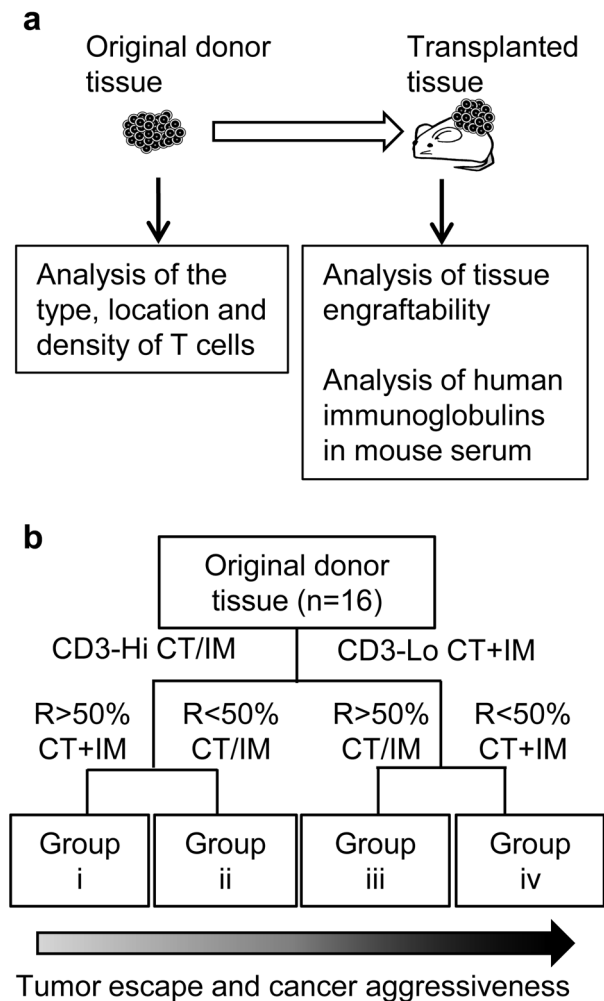 a
Original donor
tissue
Transplanted
tissue
Analysis of the
type, location and
density of T cells
Analysis of tissue
engraftability
Analysis of human
immunoglobulins
in mouse serum
b
Original donor
tissue (n=16)
CD3-Hi CT/IM
CD3-Lo CT+IM
R>50%
CT+IM
R<50%
CT/IM
R>50%
CT/IM
R<50%
CT+IM
Group
i
Group
ii
Group
iii
Group
iv
Tumor escape and cancer aggressiveness